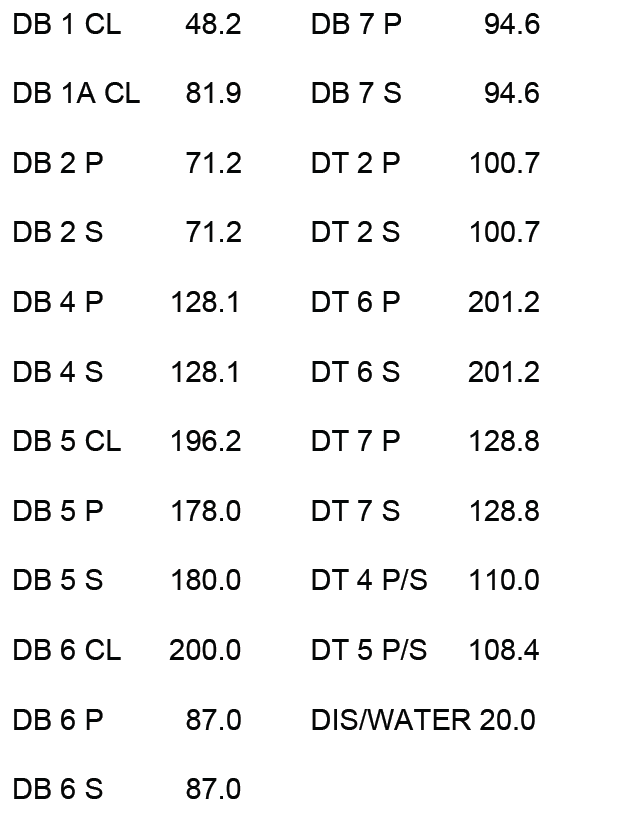 DB 1 CL 48.2 DB 7 P 94.6
DB 1A CL 81.9 DB 7 S 94.6
DB 2 P 71.2 DT 2 P 100.7
DB 2 S 71.2 DT 2 S 100.7
DB 4 P 128.1 DT 6 P 201.2
DB 4 S 128.1 DT 6 S 201.2
DB 5 CL 196.2 DT 7 P 128.8
DB 5 P 178.0 DT 7 S 128.8
DB 5 S 180.0 DT 4 P/S 110.0
DB 6 CL 200.0 DT 5 P/S 108.4
DB 6 P 87.0 DIS/WATER 20.0
DB 6 S 87.0